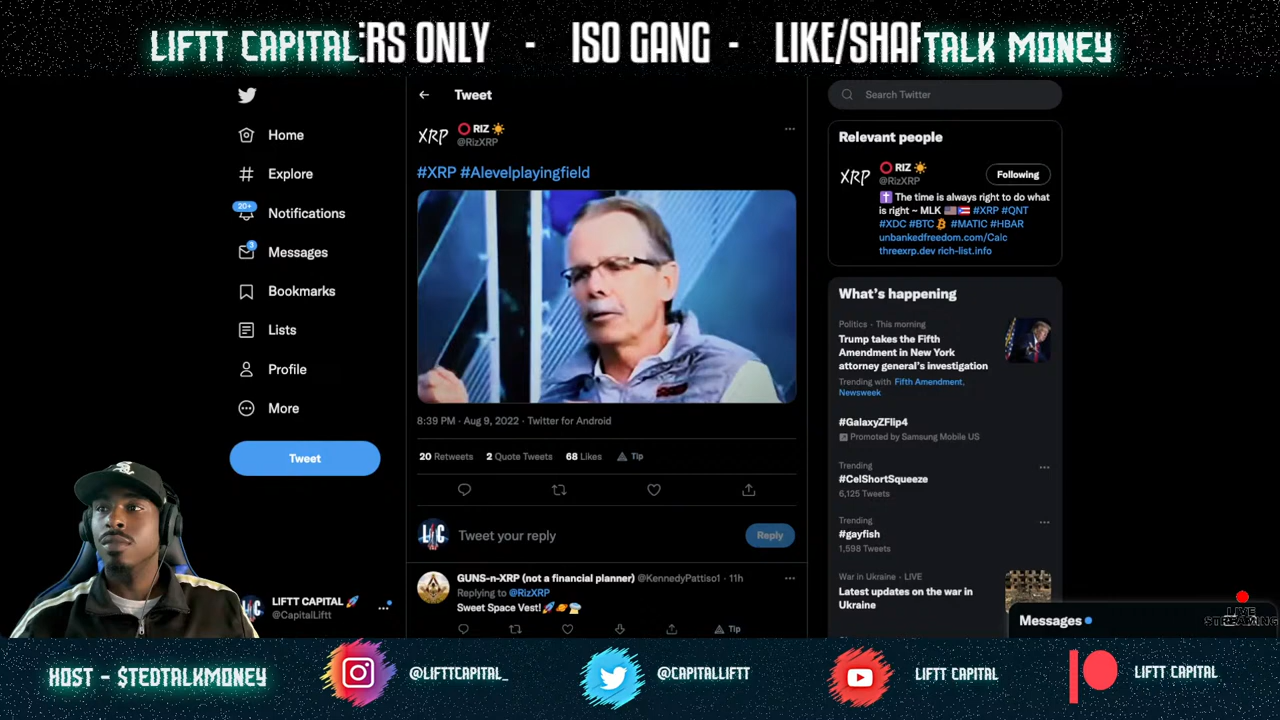 LIFTT CAPITAL
:RS ONLY - ISO GANG - LIKE/SHAR
TALK MONEY
Home
Explore
20+
Notifications
3
Messages
Bookmarks
Lists
Profile
More
Tweet
LIFTT CAPITAL 🚀
@CapitalLiftt
Tweet
XRP
⭕ RIZ ☀️
@RizXRP
#XRP #Alevelplayingfield
8:39 PM · Aug 9, 2022 · Twitter for Android
20 Retweets 2 Quote Tweets 68 Likes Tip
Tweet your reply
Reply
GUNS-n-XRP (not a financial planner) @KennedyPattiso1 · 11h
Replying to @RizXRP
Sweet Space Vest!🚀🪐
Tip
Search Twitter
Relevant people
XRP
⭕ RIZ ☀️
@RizXRP
Following
✝️ The time is always right to do what
is right ~ MLK 🇺🇸🇵🇷 #XRP #QNT
#XDC #BTC #MATIC #HBAR
unbankedfreedom.com/Calc
threexrp.dev rich-list.info
What's happening
Politics · This morning
Trump takes the Fifth
Amendment in New York
attorney general's investigation
Trending with Fifth Amendment,
Newsweek
#GalaxyZFlip4
Promoted by Samsung Mobile US
Trending
#CelShortSqueeze
6,125 Tweets
Trending
#gayfish
1,598 Tweets
War in Ukraine · LIVE
Latest updates on the war in
Ukraine
Messages
LIVE
STREAMING
HOST - $TEDTALKMONEY
@LIFTTCAPITAL_
@CAPITALLIFTT
LIFTT CAPITAL
LIFTT CAPITAL